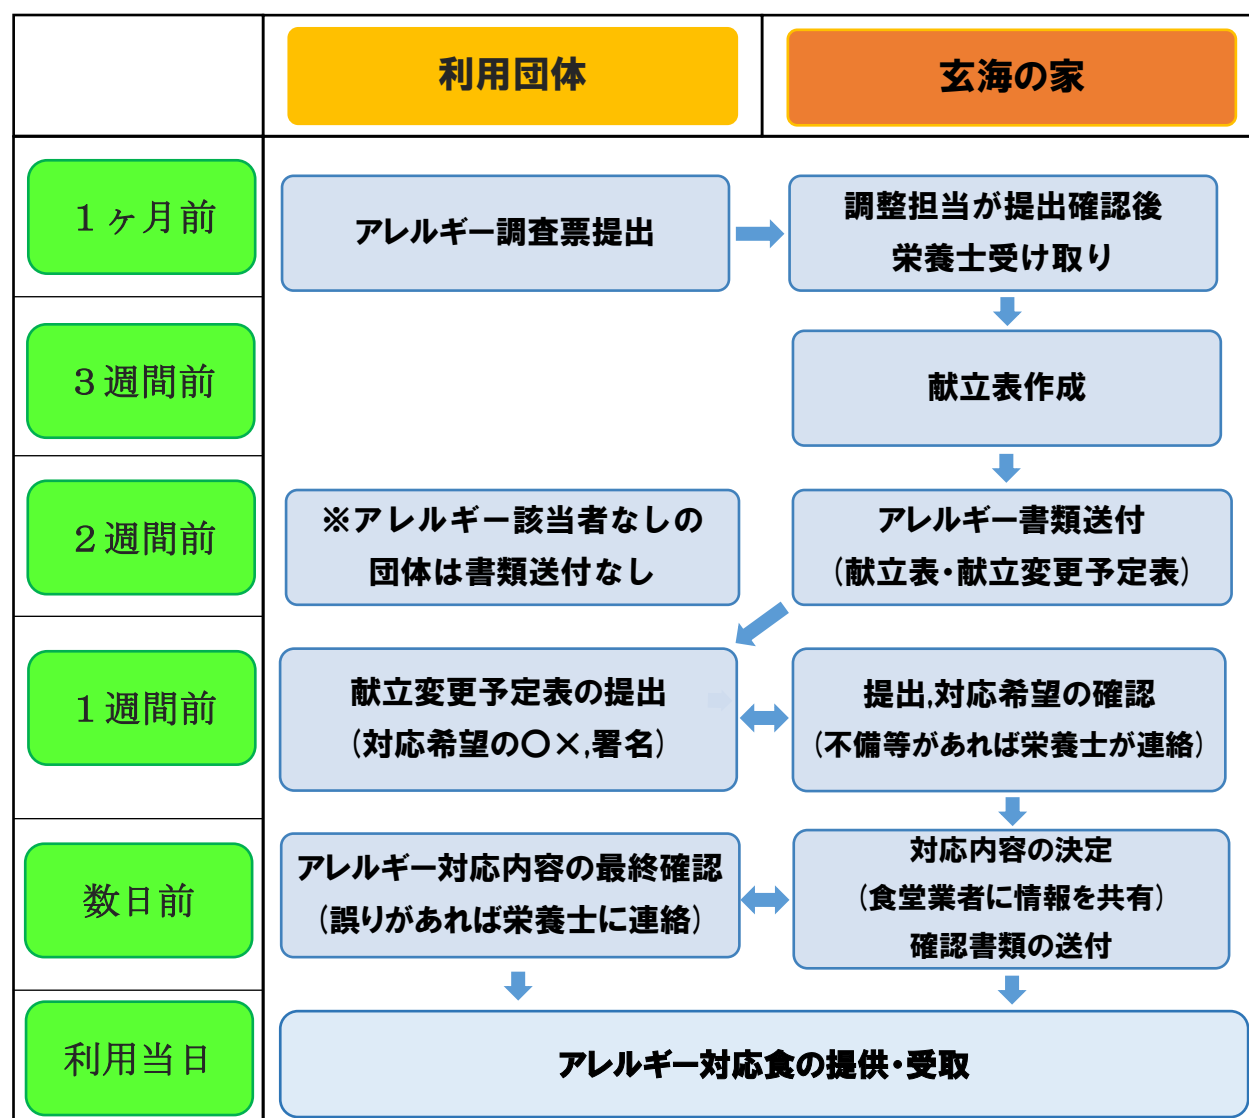 利用団体
玄海の家
１ヶ月前
アレルギー調査票提出
調整担当が提出確認後
栄養士受け取り
３週間前
献立表作成
２週間前
※アレルギー該当者なしの
団体は書類送付なし
アレルギー書類送付
(献立表・献立変更予定表)
１週間前
献立変更予定表の提出
(対応希望の〇×,署名)
提出,対応希望の確認
(不備等があれば栄養士が連絡)
数日前
アレルギー対応内容の最終確認
(誤りがあれば栄養士に連絡)
対応内容の決定
(食堂業者に情報を共有)
確認書類の送付
利用当日
アレルギー対応食の提供・受取